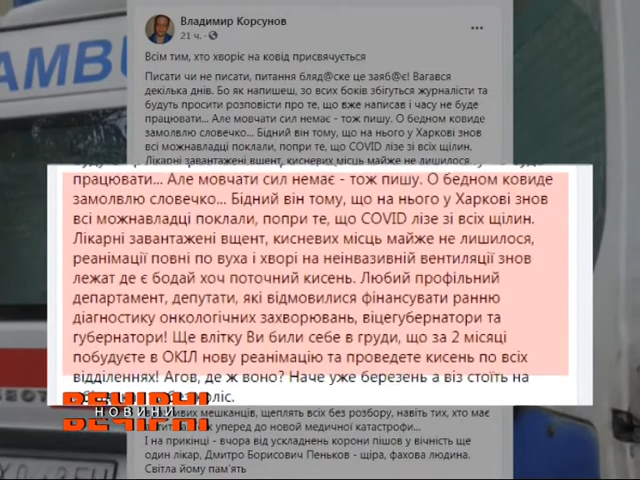 AMBU
Владимир Корсунов
21 ч.
Всім тим, хто хворіє на ковід присвячується
Писати чи не писати, питання бляд@ске це заяб@є! Вагався
декілька днів. Бо як напишеш, зо всих боків збігуться журналісти та
будуть просити розповісти про те, що вже написав і часу не буде
працювати... Але мовчати сил немає - тож пишу. О бедном ковиде
замолвлю словечко... Бідний він тому, що на нього у Харкові знов
всі можнавладці поклали, попри те, що COVID лізе зі всіх щілин.
Лікарні завантажені вщент, кисневих місць майже не лишилося,
працювати... Але мовчати сил немає - тож пишу. О бедном ковиде
замолвлю словечко... Бідний він тому, що на нього у Харкові знов
всі можнавладці поклали, попри те, що COVID лізе зі всіх щілин.
Лікарні завантажені вщент, кисневих місць майже не лишилося,
реанімації повні по вуха і хворі на неінвазивній вентиляції знов
лежат де є бодай хоч поточний кисень. Любий профільний
департамент, депутати, які відмовилися фінансувати ранню
діагностику онкологічних захворювань, віцегубернатори та
губернатори! Ще влітку Ви били себе в груди, що за 2 місяці
побудуєте в ОКІЛ нову реанімацію та проведете кисень по всіх
відділеннях! Агов, де ж воно? Наче уже березень а віз стоїть на
ВЕЧІРНІ
НОВИНИ
мешканців, щеплять всіх без розбору, навіть тих, хто має
уперед до новой медичної катастрофи...
І на прикінці - вчора від ускладнень корони пішов у вічність ще
один лікар, Дмитро Борисович Пеньков - щіра, фахова людина.
Світла йому пам'ять